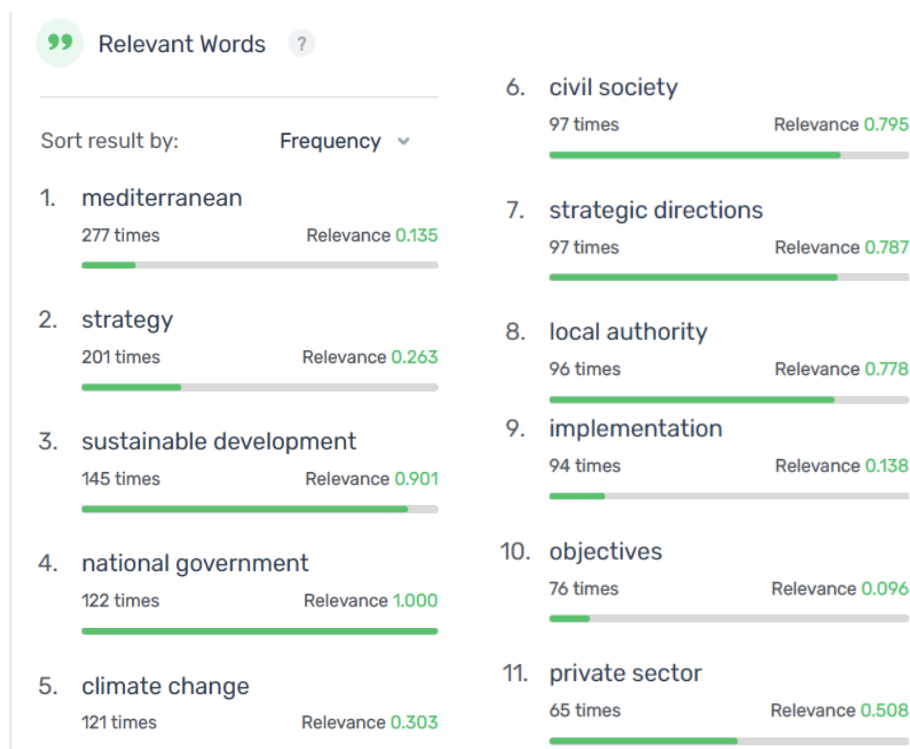 Relevant Words ?
Sort result by: Frequency
1. mediterranean
277 times Relevance 0.135
2. strategy
201 times Relevance 0.263
3. sustainable development
145 times Relevance 0.901
4. national government
122 times Relevance 1.000
5. climate change
121 times Relevance 0.303
6. civil society
97 times Relevance 0.795
7. strategic directions
97 times Relevance 0.787
8. local authority
96 times Relevance 0.778
9. implementation
94 times Relevance 0.138
10. objectives
76 times Relevance 0.096
11. private sector
65 times Relevance 0.508